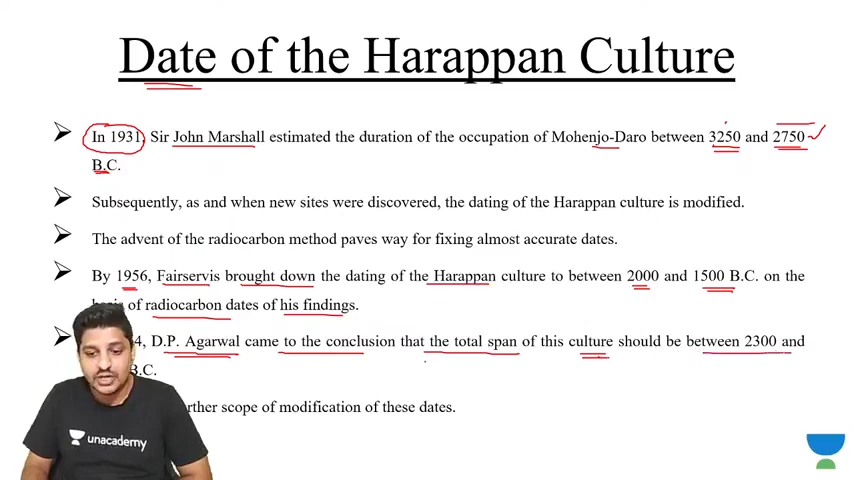 Date of the Harappan Culture
In 1931, Sir John Marshall estimated the duration of the occupation of Mohenjo-Daro between 3250 and 2750
B.C.
Subsequently, as and when new sites were discovered, the dating of the Harappan culture is modified.
The advent of the radiocarbon method paves way for fixing almost accurate dates.
By 1956, Fairservis brought down the dating of the Harappan culture to between 2000 and 1500 B.C. on the
of radiocarbon dates of his findings.
D.P. Agarwal came to the conclusion that the total span of this culture should be between 2300 and
B.C.
scope of modification of these dates.
unacademy